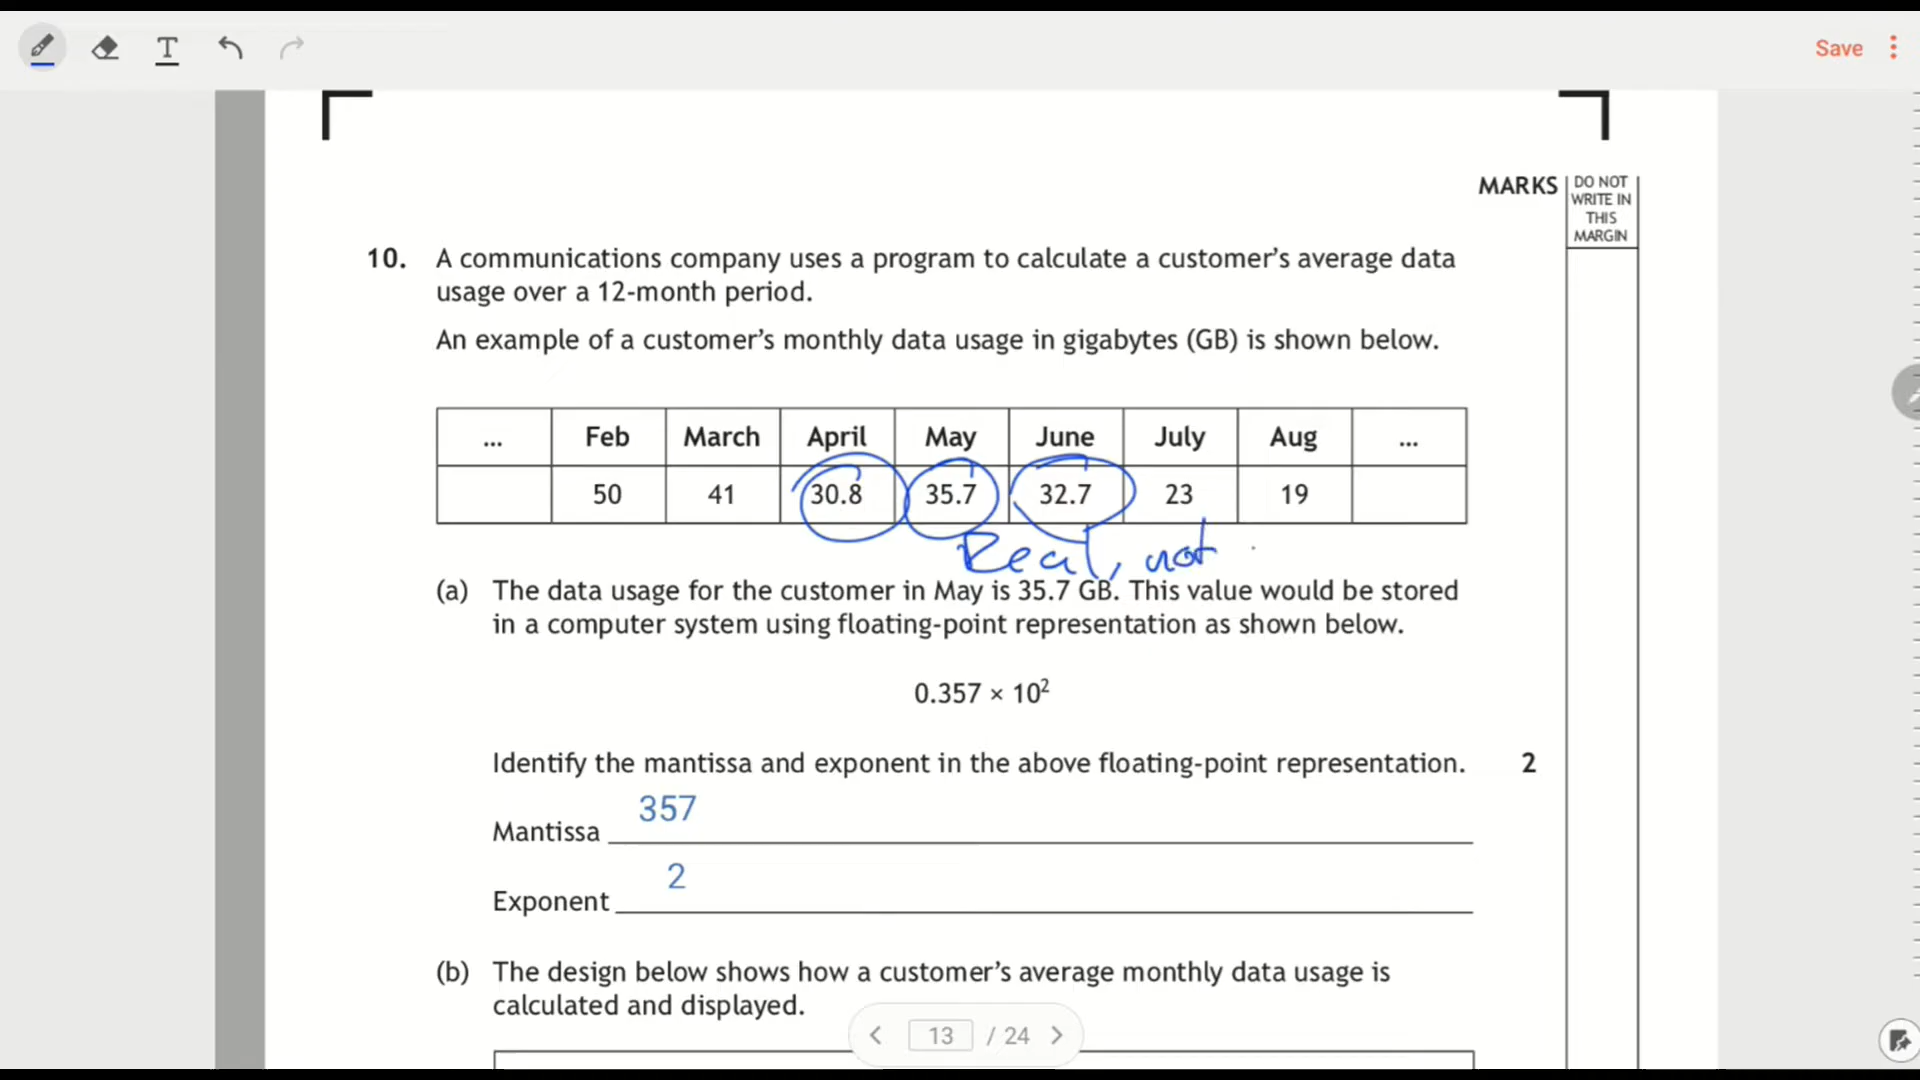 Save
MARKS
DO NOT
WRITE IN
THIS
MARGIN
10. A communications company uses a program to calculate a customer's average data
usage over a 12-month period.
An example of a customer's monthly data usage in gigabytes (GB) is shown below.
... Feb March April May June July Aug ...
50 41 30.8 35.7 32.7 23 19
Real, not
(a) The data usage for the customer in May is 35.7 GB. This value would be stored
in a computer system using floating-point representation as shown below.
0.357 × 10²
Identify the mantissa and exponent in the above floating-point representation. 2
357
Mantissa
2
Exponent
(b) The design below shows how a customer's average monthly data usage is
calculated and displayed.
13 / 24